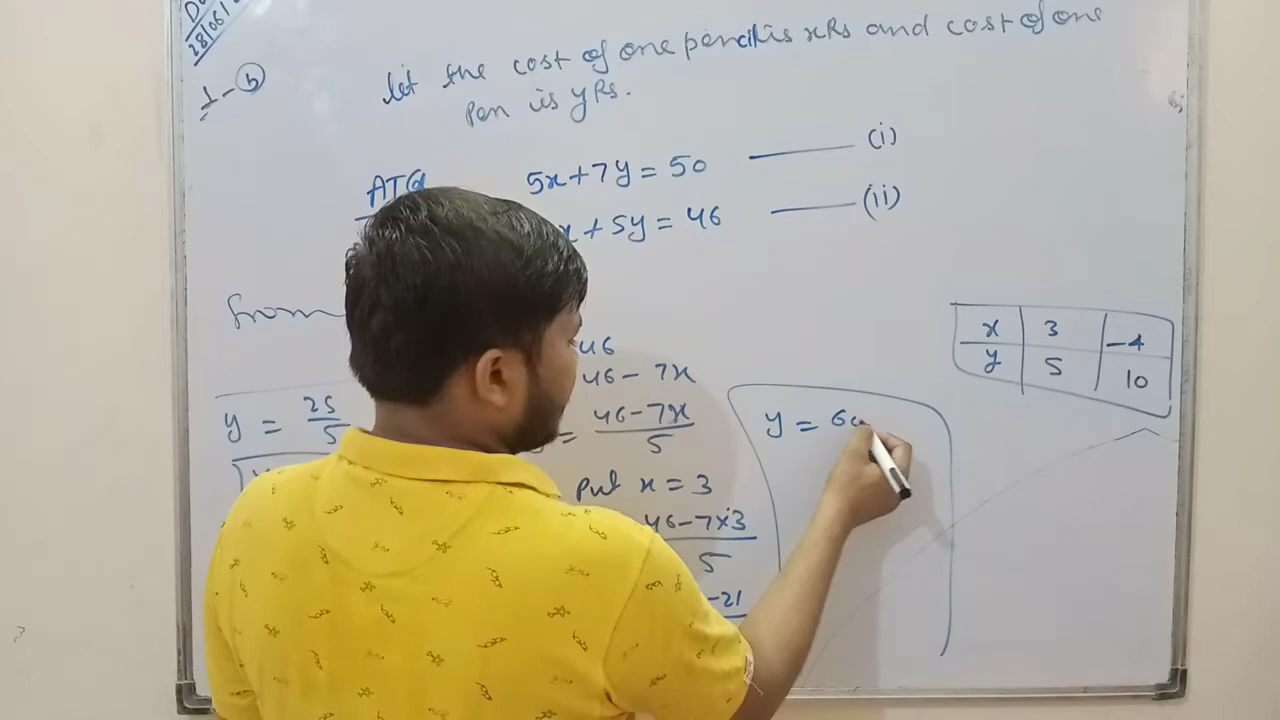 28/06/
1-b
let the cost of one pencil is x Rs and cost of one
Pen is y Rs.
ATQ
5x+7y = 50 (i)
x + 5y = 46 (ii)
from
46
46 - 7x
y = 25/5
= 46-7x/5
Put x = 3
46-7×3
5
-21
y = 6
x 3 -4
y 5 10